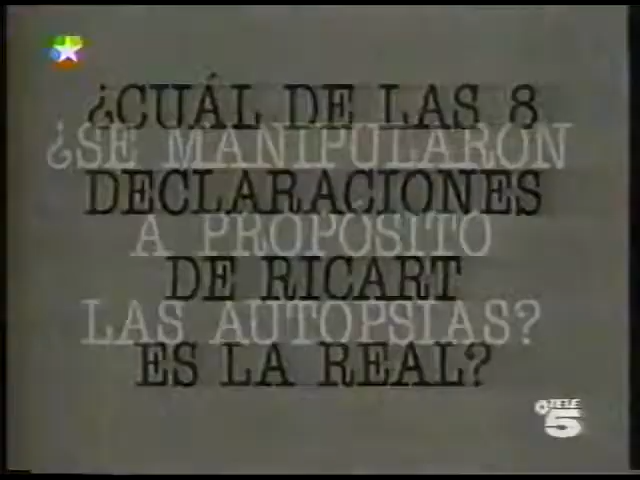 ¿CUÁL DE LAS 8
¿SE MANIPULARON
DECLARACIONES
A PROPÓSITO
DE RICART
LAS AUTOPSIAS?
ES LA REAL?
TELE
5